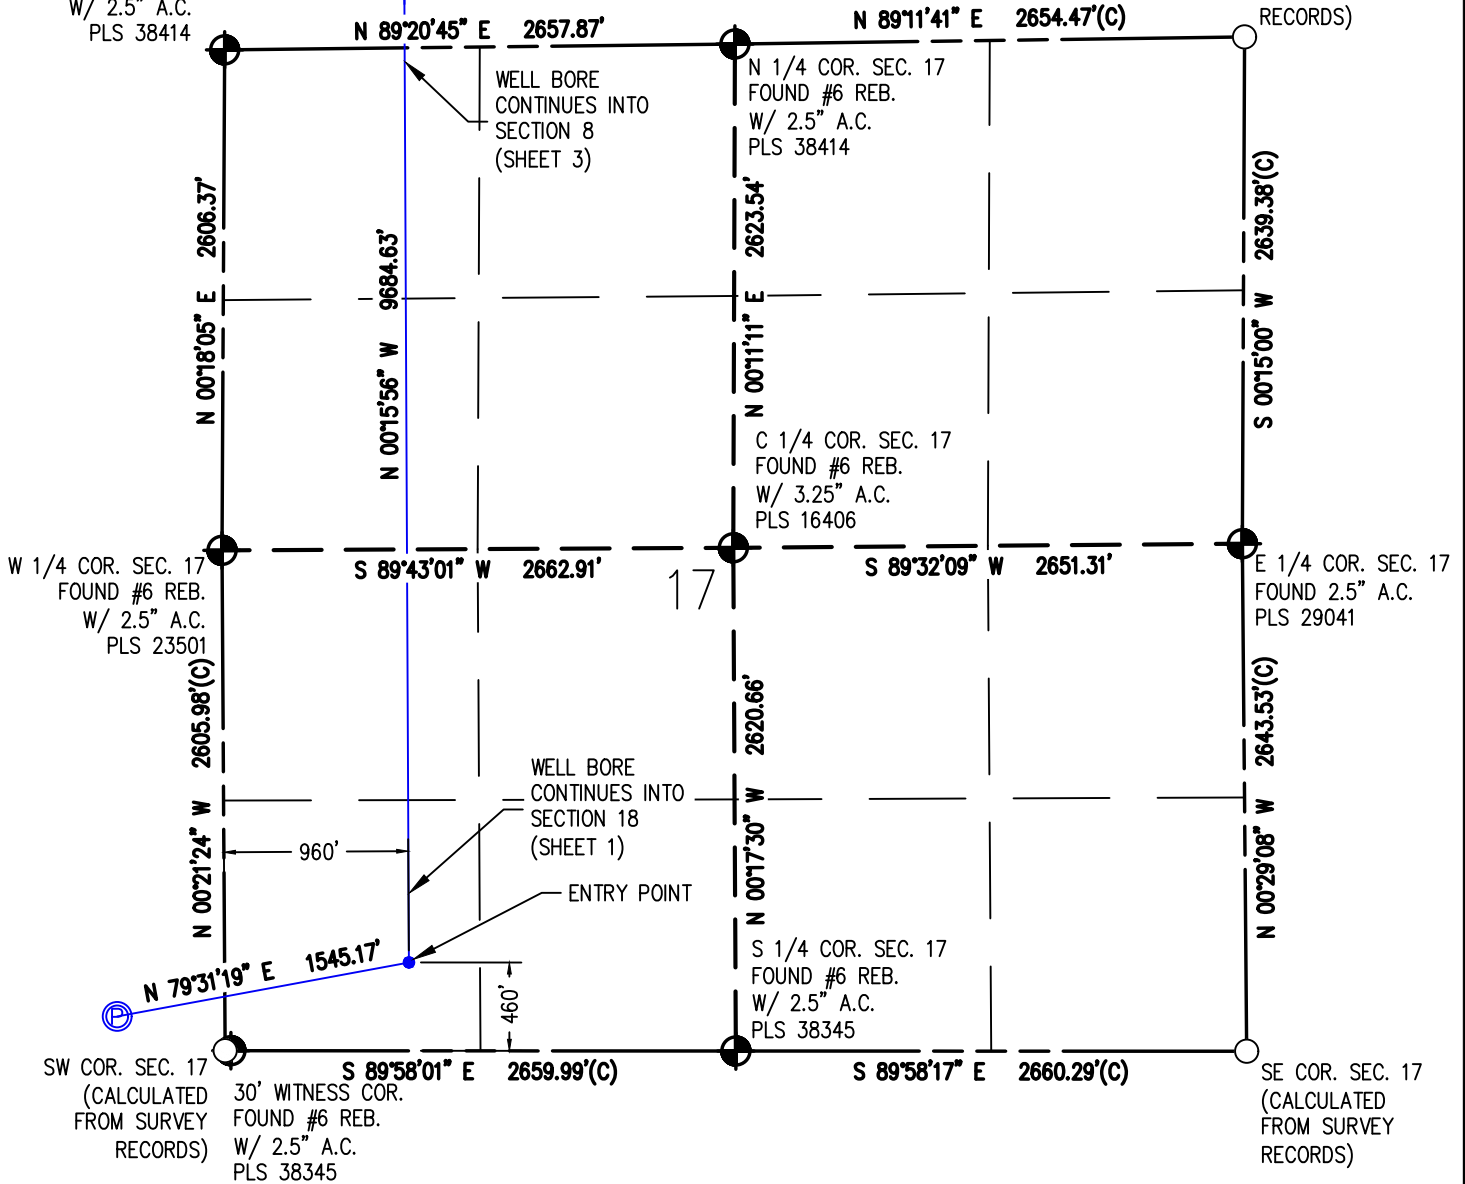 W/ 2.5" A.C.
PLS 38414
N 89°20'45" E 2657.87'
N 89°11'41" E 2654.47'(C)
RECORDS)
WELL BORE
CONTINUES INTO
SECTION 8
(SHEET 3)
N 1/4 COR. SEC. 17
FOUND #6 REB.
W/ 2.5" A.C.
PLS 38414
N 00°18'05" E 2606.37'
N 00°15'56" W 9684.63'
N 00°11'11" E 2623.54'
S 00°15'00" W 2639.38'(C)
C 1/4 COR. SEC. 17
FOUND #6 REB.
W/ 3.25" A.C.
PLS 16406
W 1/4 COR. SEC. 17
FOUND #6 REB.
W/ 2.5" A.C.
PLS 23501
S 89°43'01" W 2662.91'
17
S 89°32'09" W 2651.31'
E 1/4 COR. SEC. 17
FOUND 2.5" A.C.
PLS 29041
N 00°21'24" W 2605.98'(C)
N 00°17'30" W 2620.66'
N 00°29'08" W 2643.53'(C)
WELL BORE
CONTINUES INTO
SECTION 18
(SHEET 1)
960'
ENTRY POINT
N 79°31'19" E 1545.17'
460'
P
S 1/4 COR. SEC. 17
FOUND #6 REB.
W/ 2.5" A.C.
PLS 38345
SW COR. SEC. 17
(CALCULATED
FROM SURVEY
RECORDS)
S 89°58'01" E 2659.99'(C)
30' WITNESS COR.
FOUND #6 REB.
W/ 2.5" A.C.
PLS 38345
S 89°58'17" E 2660.29'(C)
SE COR. SEC. 17
(CALCULATED
FROM SURVEY
RECORDS)